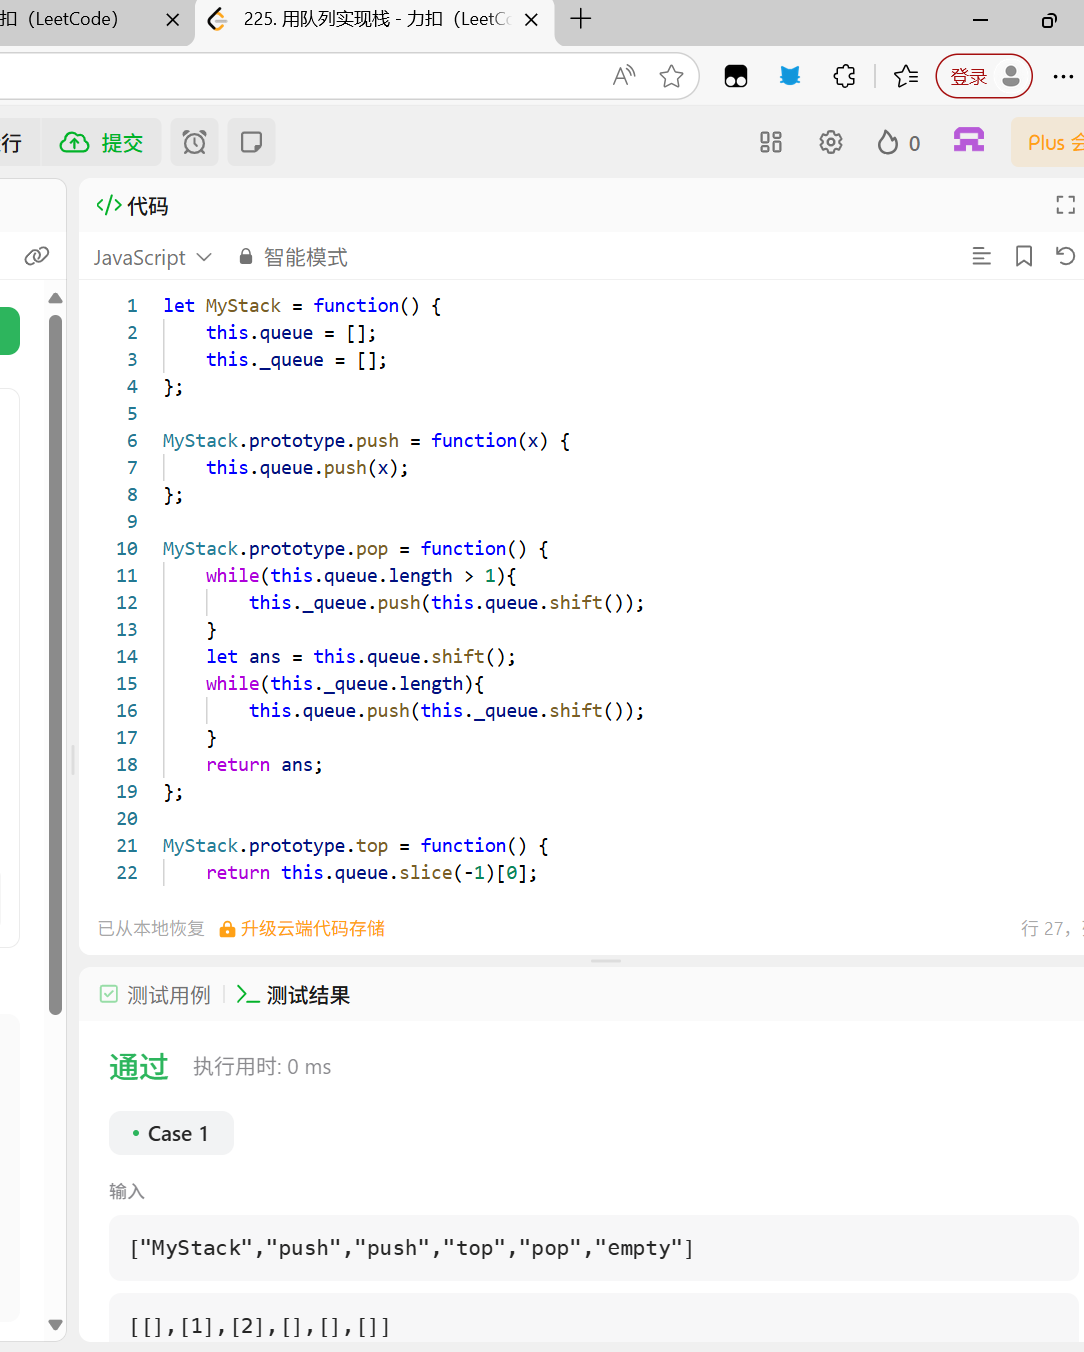 扣（LeetCode）
225. 用队列实现栈 - 力扣（LeetCo
登录
行
提交
0
Plus 会
代码
JavaScript
智能模式
1 let MyStack = function() {
2     this.queue = [];
3     this._queue = [];
4 };
5
6 MyStack.prototype.push = function(x) {
7     this.queue.push(x);
8 };
9
10 MyStack.prototype.pop = function() {
11     while(this.queue.length > 1){
12         this._queue.push(this.queue.shift());
13     }
14     let ans = this.queue.shift();
15     while(this._queue.length){
16         this.queue.push(this._queue.shift());
17     }
18     return ans;
19 };
20
21 MyStack.prototype.top = function() {
22     return this.queue.slice(-1)[0];
已从本地恢复 升级云端代码存储 行 27,
测试用例 测试结果
通过 执行用时: 0 ms
Case 1
输入
["MyStack","push","push","top","pop","empty"]
[[],[1],[2],[],[],[]]